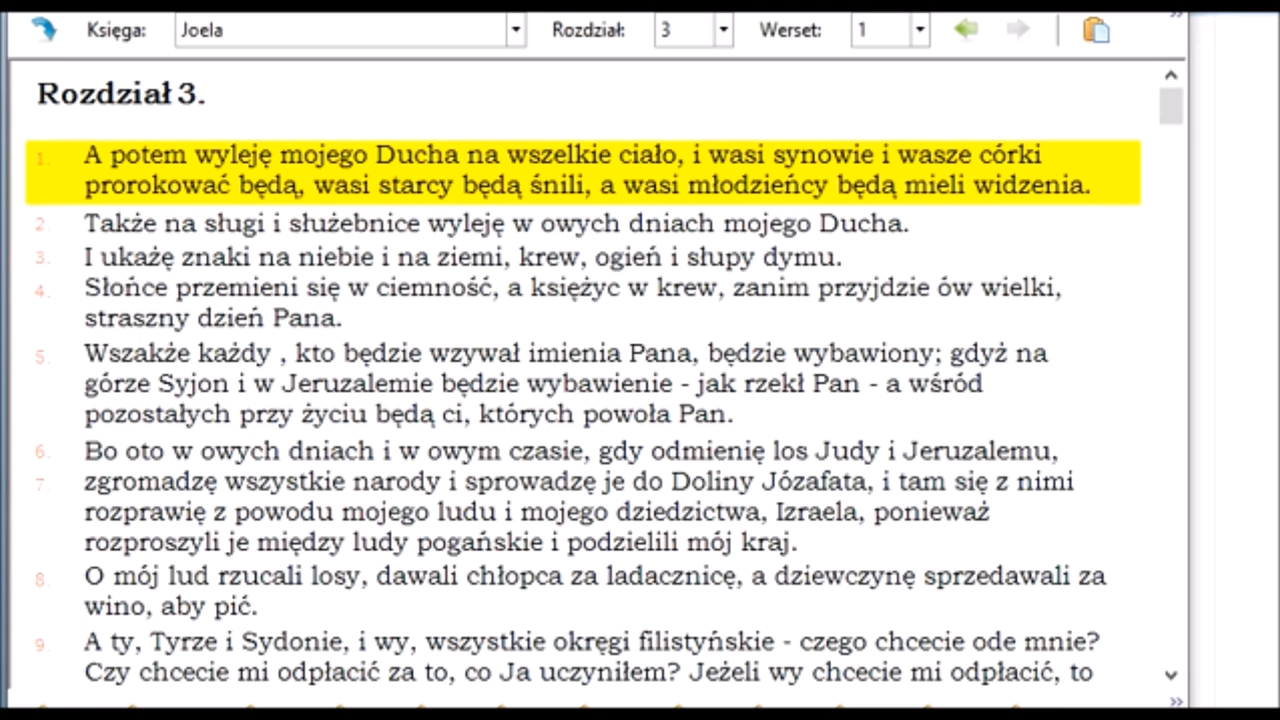 Księga: Joela Rozdział: 3 Werset: 1
Rozdział 3.
1. A potem wyleję mojego Ducha na wszelkie ciało, i wasi synowie i wasze córki
prorokować będą, wasi starcy będą śnili, a wasi młodzieńcy będą mieli widzenia.
2. Także na sługi i służebnice wyleję w owych dniach mojego Ducha.
3. I ukażę znaki na niebie i na ziemi, krew, ogień i słupy dymu.
4. Słońce przemieni się w ciemność, a księżyc w krew, zanim przyjdzie ów wielki,
straszny dzień Pana.
5. Wszakże każdy , kto będzie wzywał imienia Pana, będzie wybawiony; gdyż na
górze Syjon i w Jeruzalemie będzie wybawienie - jak rzekł Pan - a wśród
pozostałych przy życiu będą ci, których powoła Pan.
6. Bo oto w owych dniach i w owym czasie, gdy odmienię los Judy i Jeruzalemu,
7. zgromadzę wszystkie narody i sprowadzę je do Doliny Józafata, i tam się z nimi
rozprawię z powodu mojego ludu i mojego dziedzictwa, Izraela, ponieważ
rozproszyli je między ludy pogańskie i podzielili mój kraj.
8. O mój lud rzucali losy, dawali chłopca za ladacznicę, a dziewczynę sprzedawali za
wino, aby pić.
9. A ty, Tyrze i Sydonie, i wy, wszystkie okręgi filistyńskie - czego chcecie ode mnie?
Czy chcecie mi odpłacić za to, co Ja uczyniłem? Jeżeli wy chcecie mi odpłacić, to